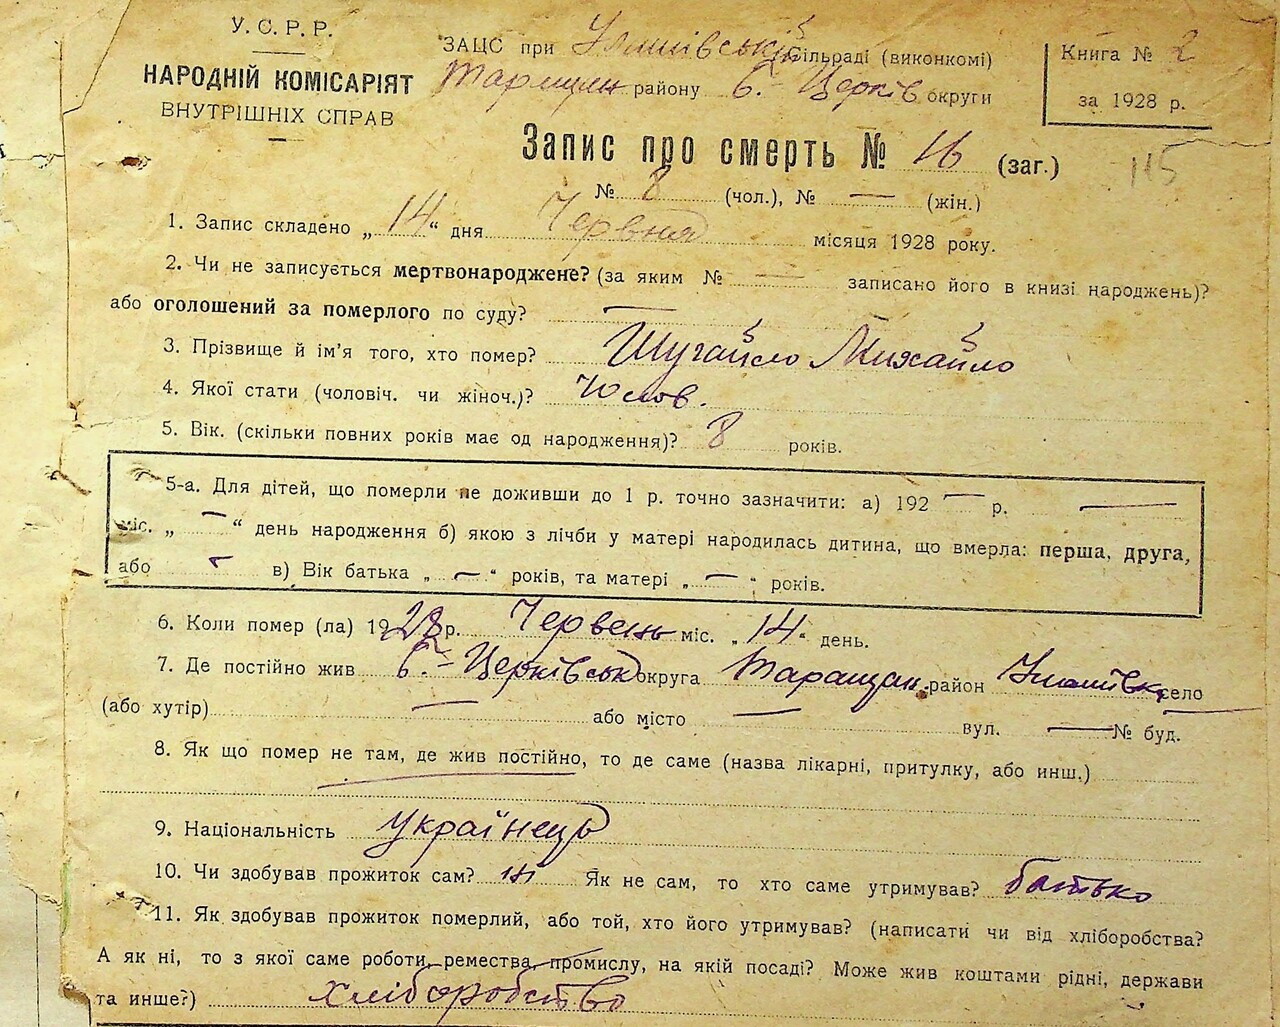 У.С.Р.Р.
НАРОДНІЙ КОМІСАРІЯТ
ВНУТРІШНІХ СПРАВ
ЗАЦС при сільраді (виконкомі)
Таращан району Б.-Церків округи
Книга № 2
за 1928 р.
Запис про смерть № 16 (заг.)
115
№ 8 (чол.), № — (жін.)
1. Запис складено „14“ дня Червня місяця 1928 року.
2. Чи не записується мертвонароджене? (за яким № — записано його в книзі народжень)?
або оголошений за померлого по суду? —
3. Прізвище й ім'я того, хто помер? Шугайло Михайло
4. Якої стати (чоловіч. чи жіноч.)? Чолов.
5. Вік. (скільки повних років має од народження)? 8 років.
5-а. Для дітей, що померли не доживши до 1 р. точно зазначити: а) 192 — р. —
міс. „ — “ день народження б) якою з лічби у матері народилась дитина, що вмерла: перша, друга,
або — в) Вік батька „ — “ років, та матері „ — “ років.
6. Коли помер (ла) 1928 р. Червень міс. „14“ день.
7. Де постійно жив Б.-Церківськ округа Таращан. район село
(або хутір) — або місто — вул. — № буд.
8. Як що помер не там, де жив постійно, то де саме (назва лікарні, притулку, або инш.)
9. Національність Українець
10. Чи здобував прожиток сам? ні Як не сам, то хто саме утримував? батько
11. Як здобував прожиток померлий, або той, хто його утримував? (написати чи від хліборобства?
А як ні, то з якої саме роботи, ремества, промислу, на якій посаді? Може жив коштами рідні, держави
та инше?) хліборобство